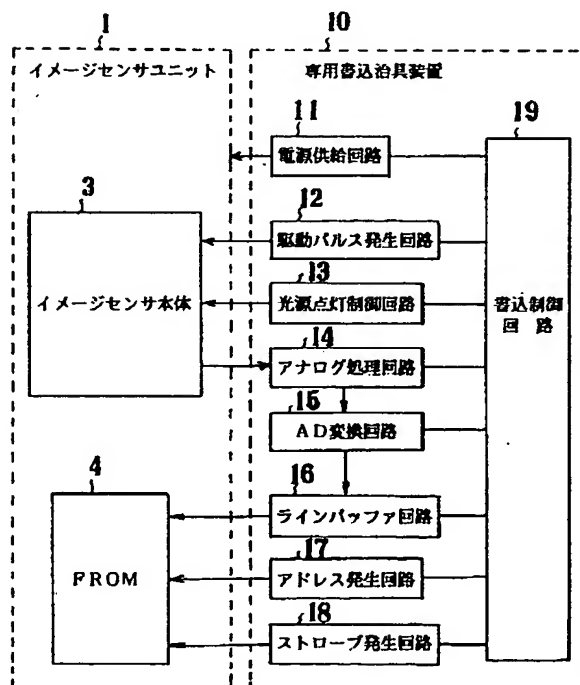 1
イメージセンサユニット
10
専用書込治具装置
11
電源供給回路
19
書込制御
回路
3
イメージセンサ本体
12
駆動パルス発生回路
13
光源点灯制御回路
14
アナログ処理回路
15
AD変換回路
4
FROM
16
ラインバッファ回路
17
アドレス発生回路
18
ストローブ発生回路